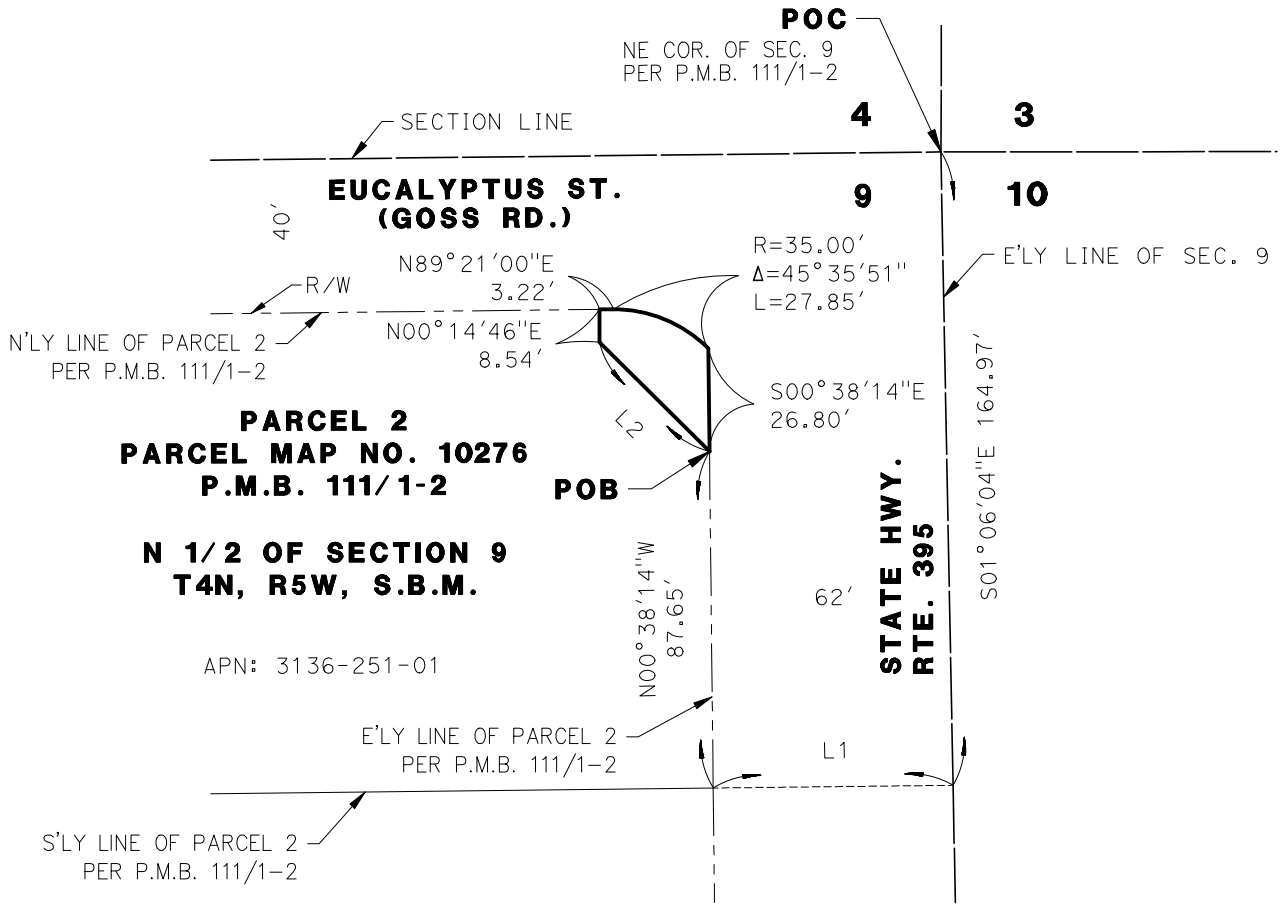 POC
NE COR. OF SEC. 9
PER P.M.B. 111/1-2
4
3
SECTION LINE
EUCALYPTUS ST.
(GOSS RD.)
9
10
40'
R=35.00'
Δ=45°35'51"
L=27.85'
E'LY LINE OF SEC. 9
N89°21'00"E
3.22'
R/W
N00°14'46"E
8.54'
N'LY LINE OF PARCEL 2
PER P.M.B. 111/1-2
S00°38'14"E
26.80'
S01°06'04"E 164.97'
L2
PARCEL 2
PARCEL MAP NO. 10276
P.M.B. 111/1-2
POB
N 1/2 OF SECTION 9
T4N, R5W, S.B.M.
N00°38'14"W
87.65'
62'
STATE HWY.
RTE. 395
APN: 3136-251-01
E'LY LINE OF PARCEL 2
PER P.M.B. 111/1-2
L1
S'LY LINE OF PARCEL 2
PER P.M.B. 111/1-2